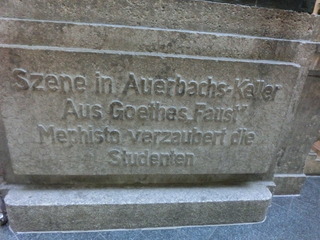 Szene in Auerbachs-Keller
Aus Goethes „Faust"
Mephisto verzaubert die
Studenten